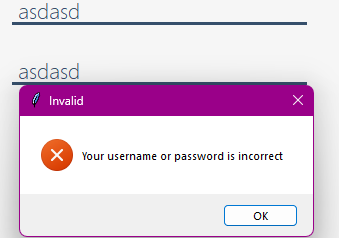 asdasd
asdasd
Invalid
Your username or password is incorrect
OK